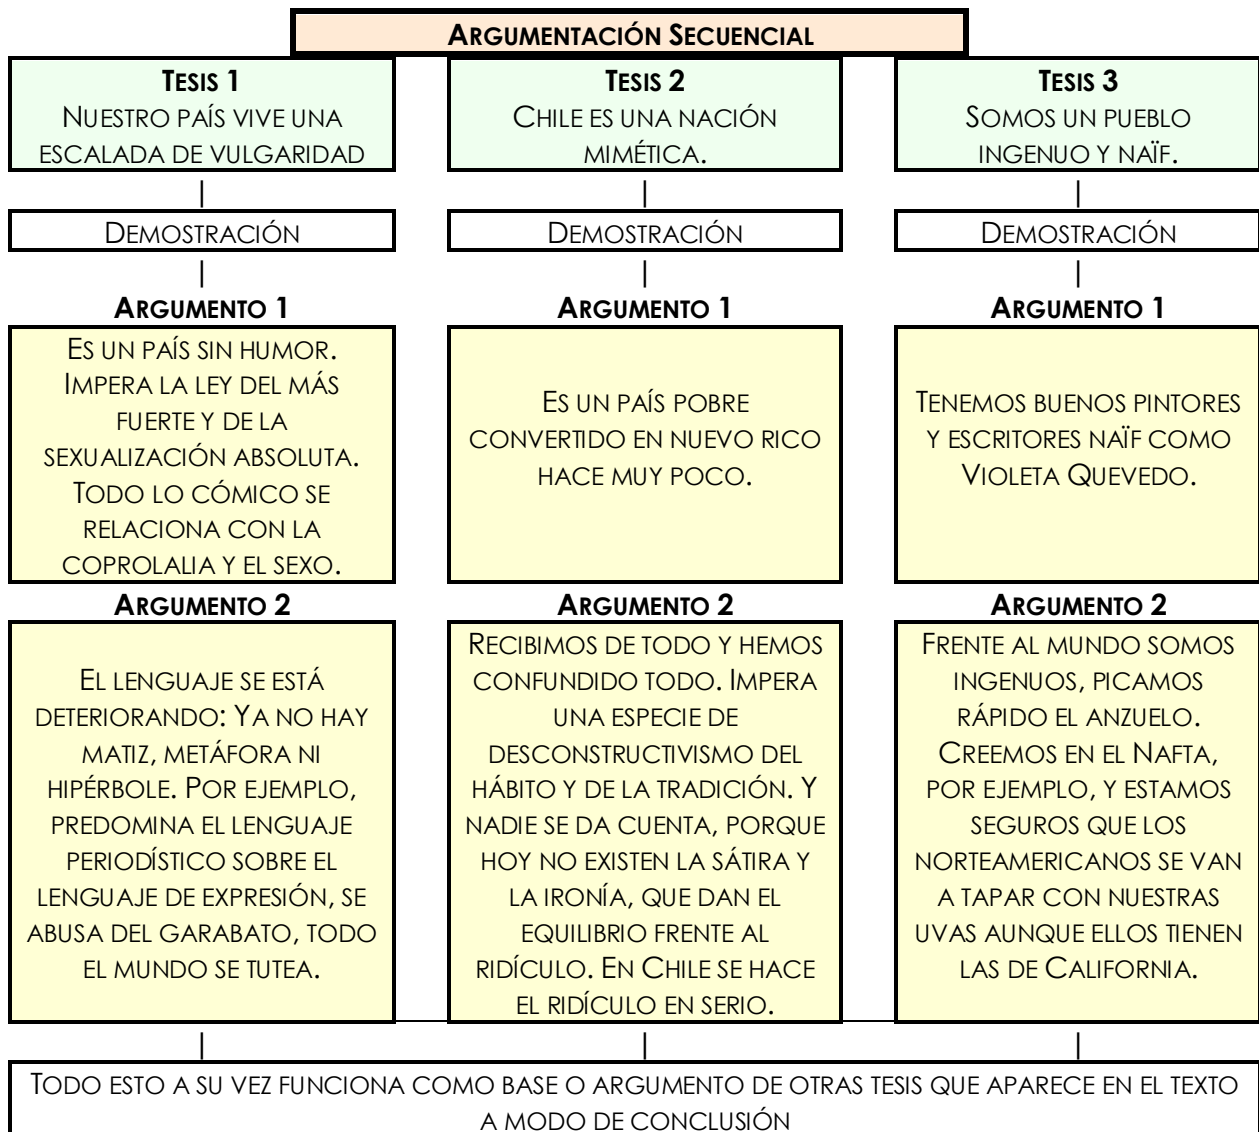 ARGUMENTACIÓN SECUENCIAL
TESIS 1
NUESTRO PAÍS VIVE UNA
ESCALADA DE VULGARIDAD
TESIS 2
CHILE ES UNA NACIÓN
MIMÉTICA.
TESIS 3
SOMOS UN PUEBLO
INGENUO Y NAÏF.
DEMOSTRACIÓN
DEMOSTRACIÓN
DEMOSTRACIÓN
ARGUMENTO 1
ES UN PAÍS SIN HUMOR.
IMPERA LA LEY DEL MÁS
FUERTE Y DE LA
SEXUALIZACIÓN ABSOLUTA.
TODO LO CÓMICO SE
RELACIONA CON LA
COPROLALIA Y EL SEXO.
ARGUMENTO 1
ES UN PAÍS POBRE
CONVERTIDO EN NUEVO RICO
HACE MUY POCO.
ARGUMENTO 1
TENEMOS BUENOS PINTORES
Y ESCRITORES NAÏF COMO
VIOLETA QUEVEDO.
ARGUMENTO 2
EL LENGUAJE SE ESTÁ
DETERIORANDO: YA NO HAY
MATIZ, METÁFORA NI
HIPÉRBOLE. POR EJEMPLO,
PREDOMINA EL LENGUAJE
PERIODÍSTICO SOBRE EL
LENGUAJE DE EXPRESIÓN, SE
ABUSA DEL GARABATO, TODO
EL MUNDO SE TUTEA.
ARGUMENTO 2
RECIBIMOS DE TODO Y HEMOS
CONFUNDIDO TODO. IMPERA
UNA ESPECIE DE
DESCONSTRUCTIVISMO DEL
HÁBITO Y DE LA TRADICIÓN. Y
NADIE SE DA CUENTA, PORQUE
HOY NO EXISTEN LA SÁTIRA Y
LA IRONÍA, QUE DAN EL
EQUILIBRIO FRENTE AL
RIDÍCULO. EN CHILE SE HACE
EL RIDÍCULO EN SERIO.
ARGUMENTO 2
FRENTE AL MUNDO SOMOS
INGENUOS, PICAMOS
RÁPIDO EL ANZUELO.
CREEMOS EN EL NAFTA,
POR EJEMPLO, Y ESTAMOS
SEGUROS QUE LOS
NORTEAMERICANOS SE VAN
A TAPAR CON NUESTRAS
UVAS AUNQUE ELLOS TIENEN
LAS DE CALIFORNIA.
TODO ESTO A SU VEZ FUNCIONA COMO BASE O ARGUMENTO DE OTRAS TESIS QUE APARECE EN EL TEXTO
A MODO DE CONCLUSIÓN